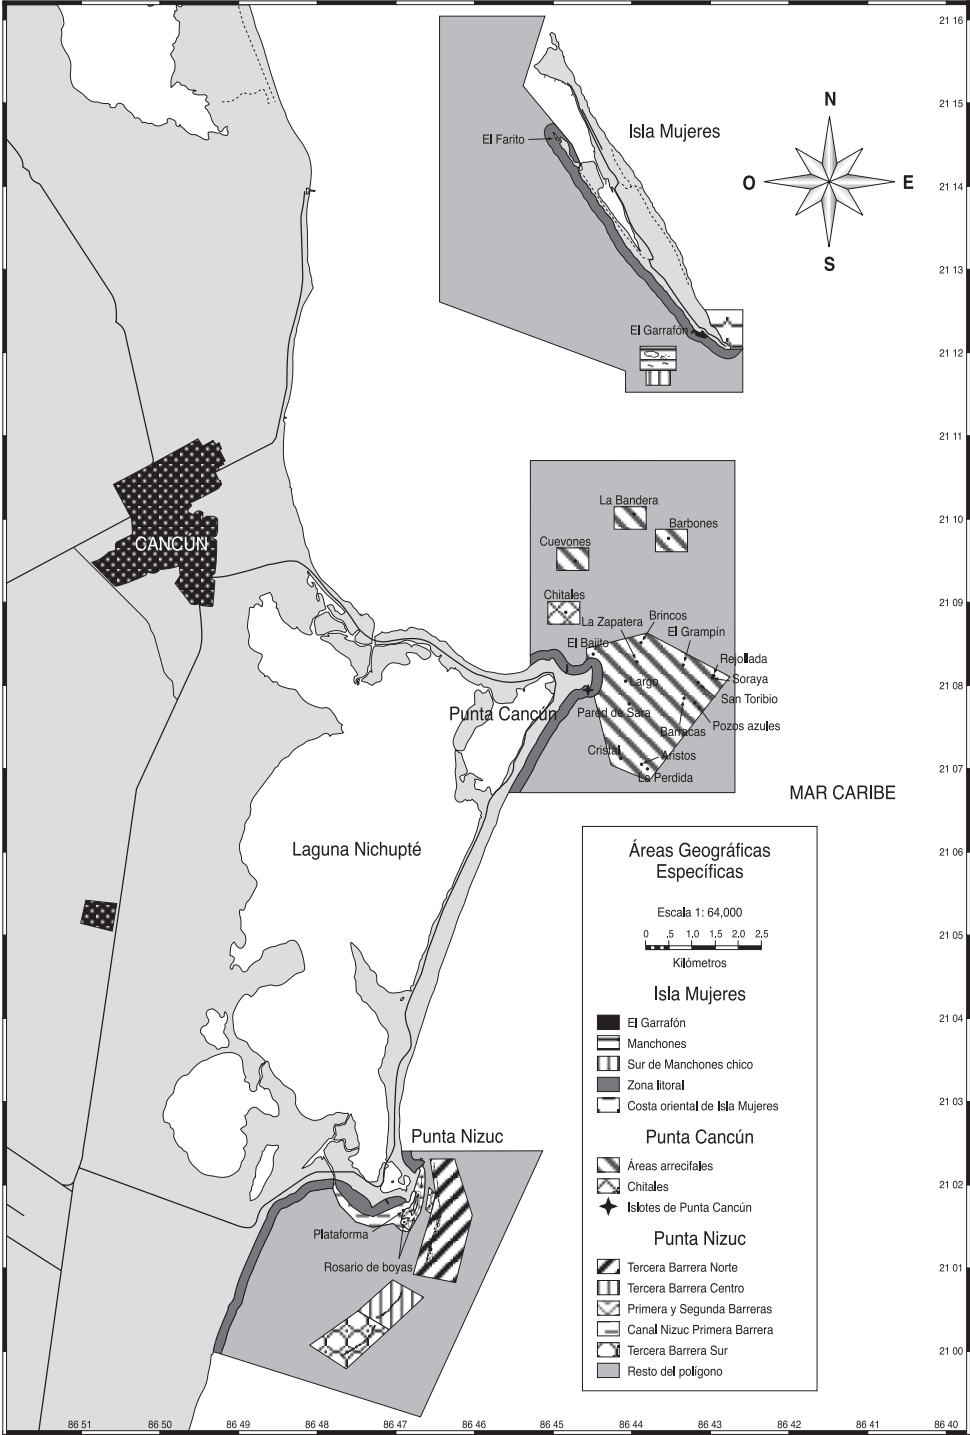 21 16
21 15
21 14
21 13
21 12
21 11
21 10
21 09
21 08
21 07
21 06
21 05
21 04
21 03
21 02
21 01
21 00
N
O
E
S
Isla Mujeres
El Farito
El Garrafón
CANCÚN
La Bandera
Barbones
Cuevones
Chitales
La Zapatera
Brincos
El Grampín
El Bajito
Rejollada
Largo
Soraya
San Toribio
Punta Cancún
Pared de Sara
Pozos azules
Barracas
Cristal
Aristos
La Perdida
MAR CARIBE
Laguna Nichupté
Punta Nizuc
Plataforma
Rosario de boyas
Áreas Geográficas
Específicas
Escala 1: 64,000
0 .5 1.0 1.5 2.0 2.5
Kilómetros
Isla Mujeres
El Garrafón
Manchones
Sur de Manchones chico
Zona litoral
Costa oriental de Isla Mujeres
Punta Cancún
Áreas arrecifales
Chitales
Islotes de Punta Cancún
Punta Nizuc
Tercera Barrera Norte
Tercera Barrera Centro
Primera y Segunda Barreras
Canal Nizuc Primera Barrera
Tercera Barrera Sur
Resto del polígono
86 51 86 50 86 49 86 48 86 47 86 46 86 45 86 44 86 43 86 42 86 41 86 40